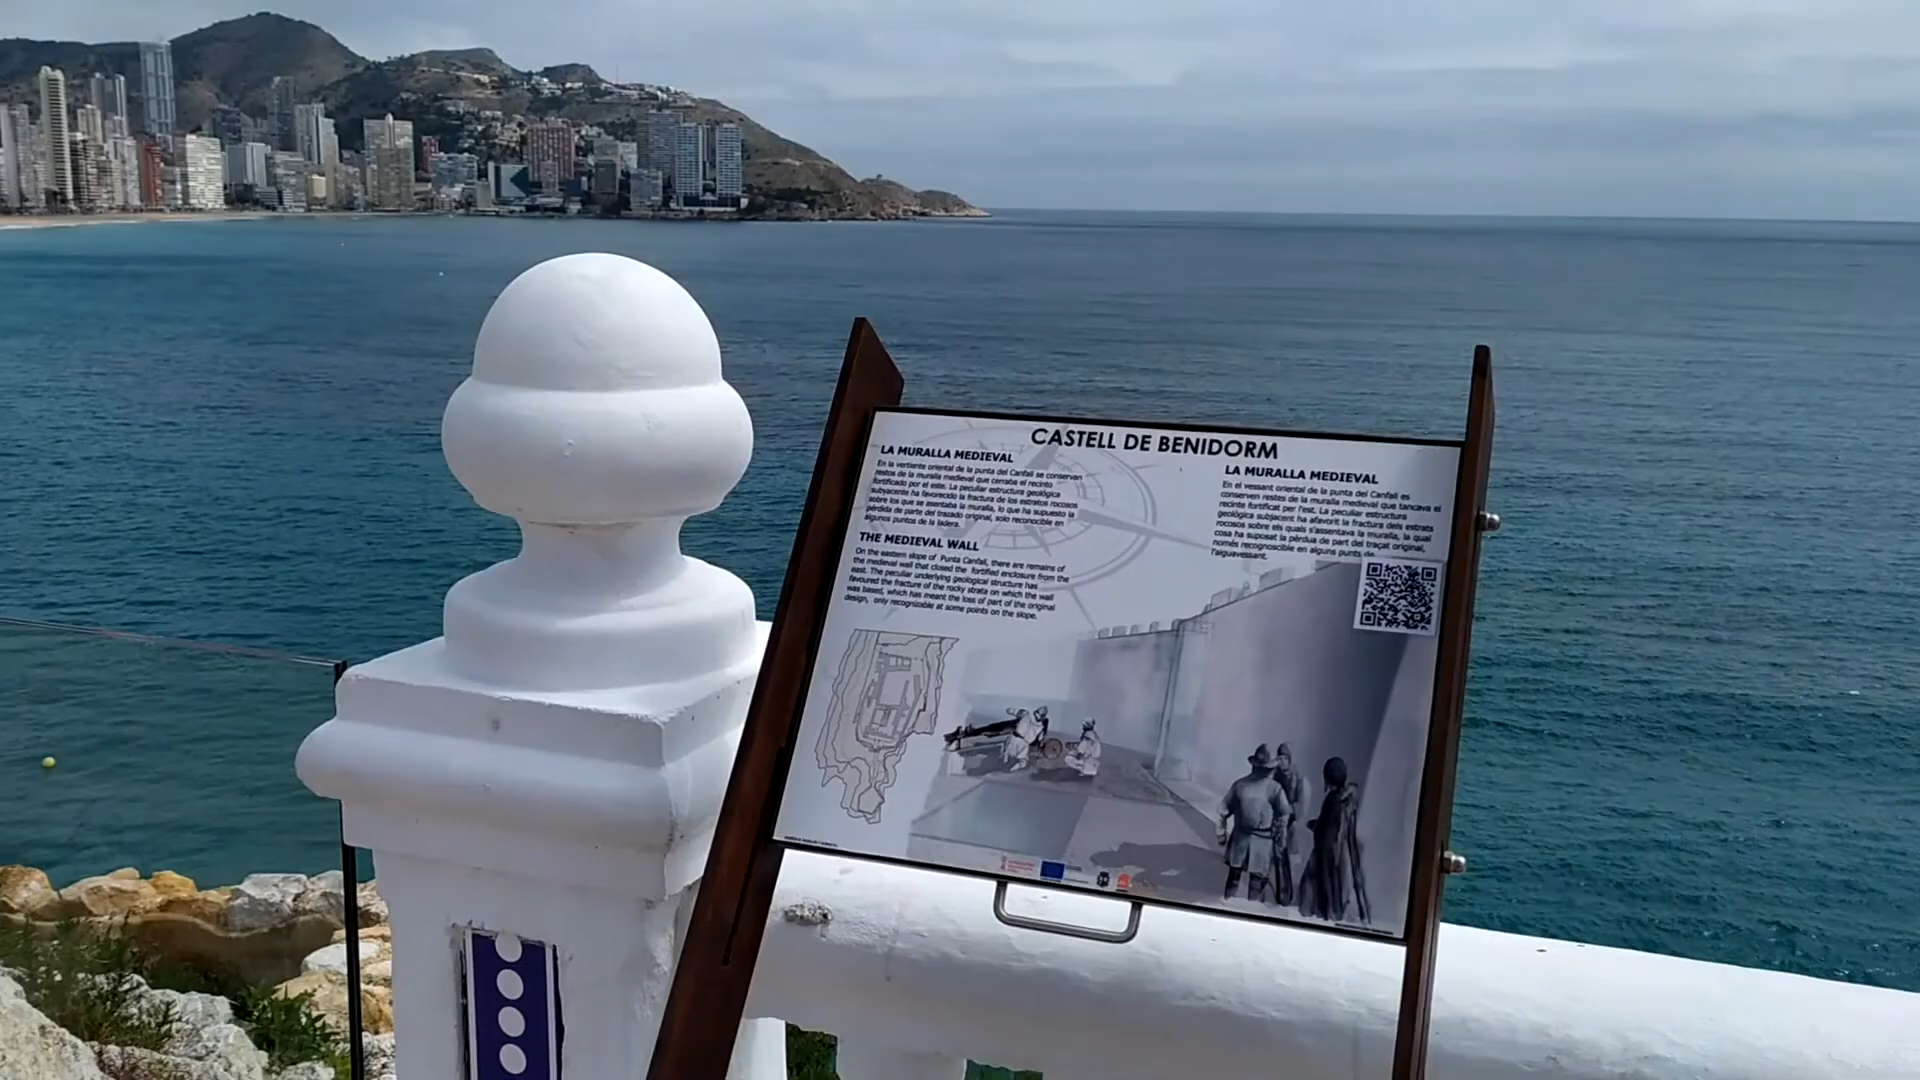 CASTELL DE BENIDORM
LA MURALLA MEDIEVAL
En la vertiente oriental de la punta del Canfali se conservan
restos de la muralla medieval que cerraba el recinto
fortificado por el este. La peculiar estructura geológica
subyacente ha favorecido la fractura de los estratos rocosos
sobre los que se asentaba la muralla, lo que ha supuesto la
pérdida de parte del trazado original, solo reconocible en
algunos puntos de la ladera.
THE MEDIEVAL WALL
On the eastern slope of Punta Canfali, there are remains of
the medieval wall that closed the fortified enclosure from the
east. The peculiar underlying geological structure has
favoured the fracture of the rocky strata on which the wall
was based, which has meant the loss of part of the original
design, only recognizable at some points on the slope.
LA MURALLA MEDIEVAL
En el vessant oriental de la punta del Canfali es
conserven restes de la muralla medieval que tancava el
recinte fortificat per l'est. La peculiar estructura
geològica subjacent ha afavorit la fractura dels estrats
rocosos sobre els quals s'assentava la muralla, la qual
cosa ha suposat la pèrdua de part del traçat original,
només recognoscible en alguns punts de
l'aiguavessant.